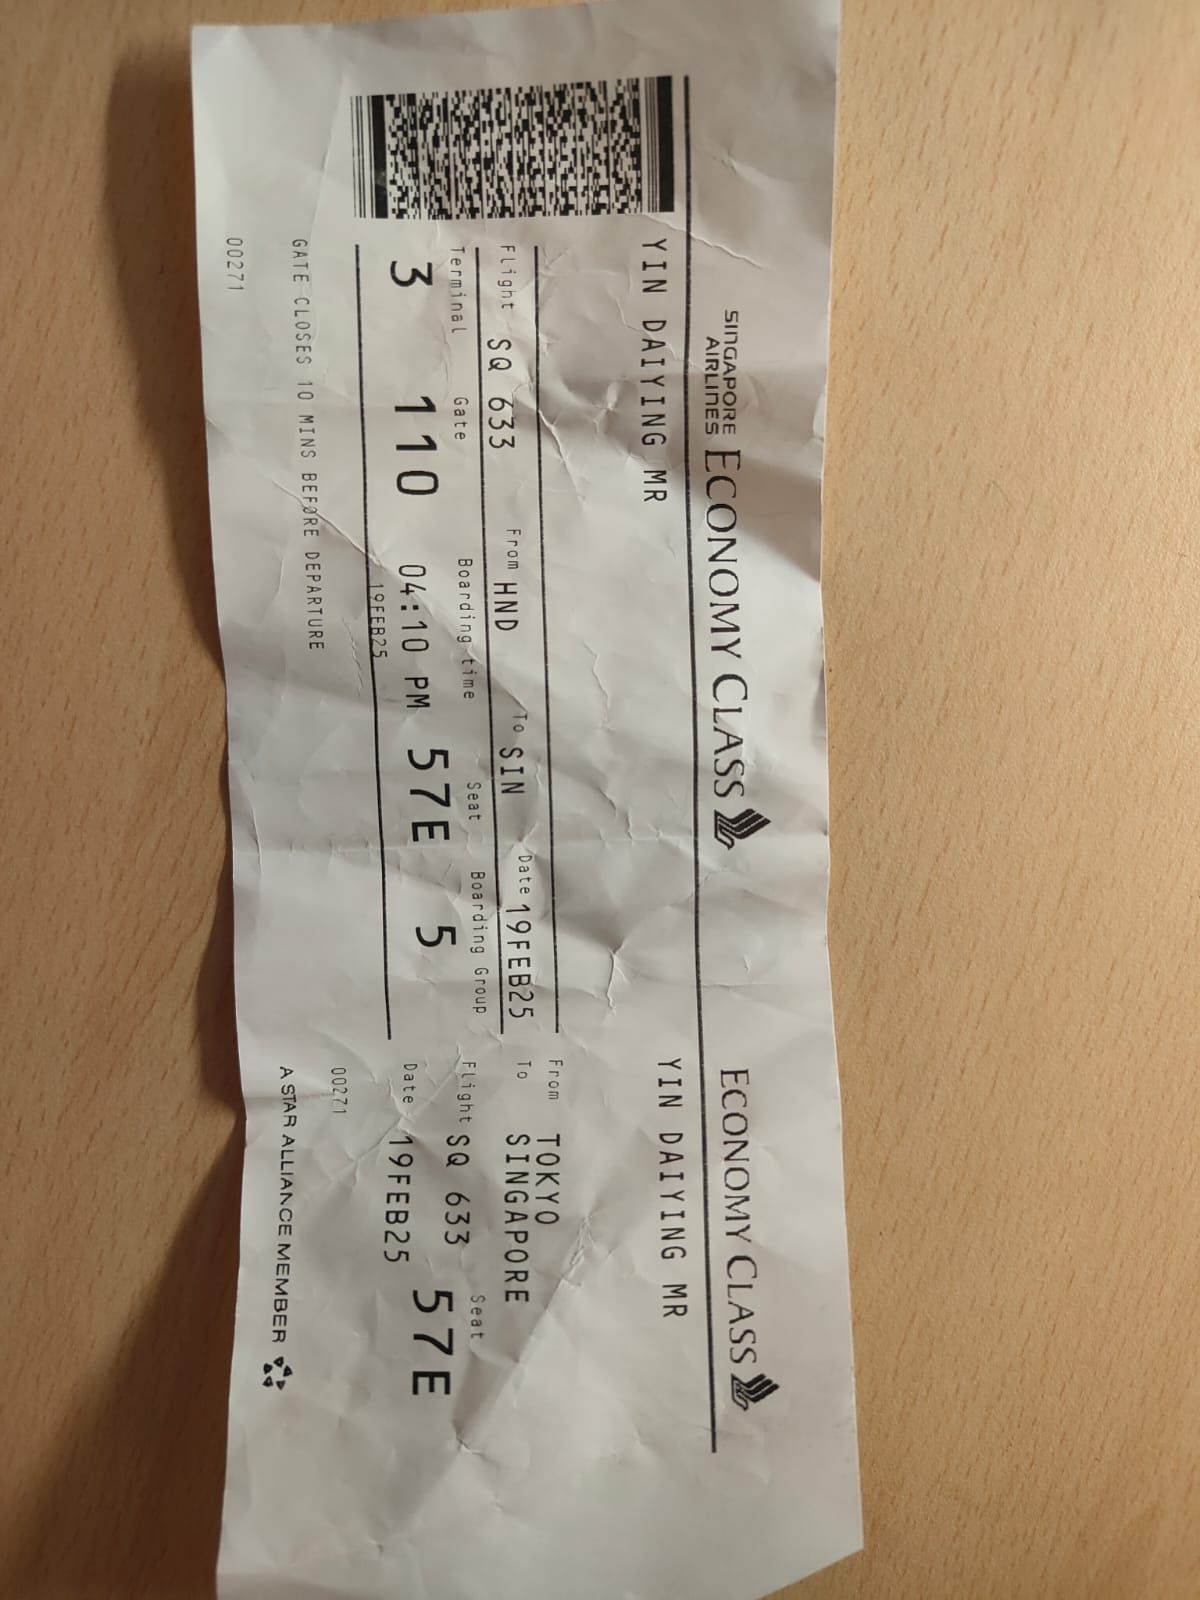 SINGAPORE AIRLINES ECONOMY CLASS
YIN DAIYING MR
Flight SQ 633 From HND To SIN Date 19FEB25
Terminal Gate Boarding time Seat Boarding Group
3 110 04:10 PM 57E 5
19FEB25
GATE CLOSES 10 MINS BEFORE DEPARTURE
00271
ECONOMY CLASS
YIN DAIYING MR
From TOKYO
To SINGAPORE
Flight SQ 633 Seat
57E
Date 19FEB25
00271
A STAR ALLIANCE MEMBER